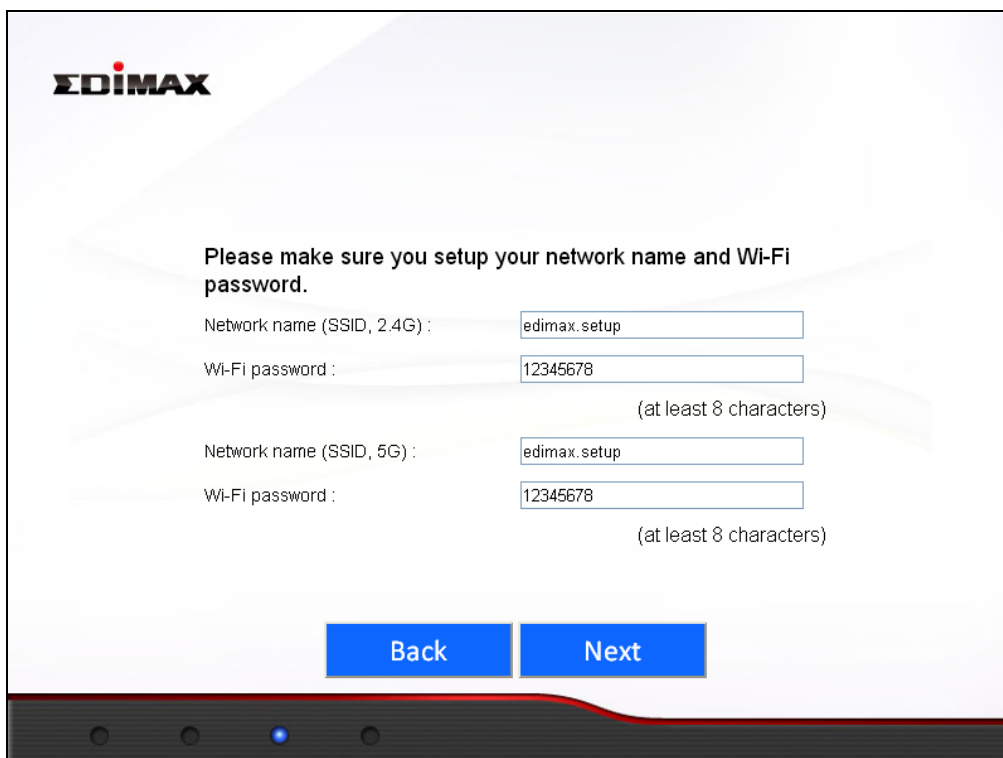 EDIMAX
Please make sure you setup your network name and Wi-Fi
password.
Network name (SSID, 2.4G) : edimax.setup
Wi-Fi password : 12345678
(at least 8 characters)
Network name (SSID, 5G) : edimax.setup
Wi-Fi password : 12345678
(at least 8 characters)
Back Next